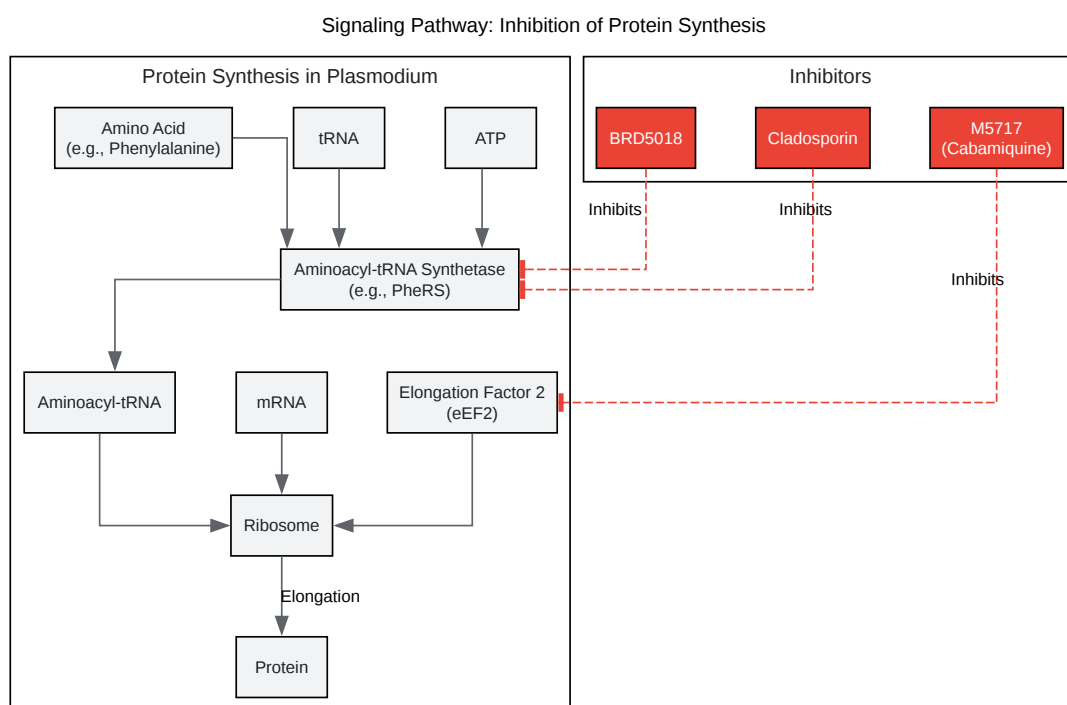 Signaling Pathway: Inhibition of Protein Synthesis
Protein Synthesis in Plasmodium
Inhibitors
Amino Acid
(e.g., Phenylalanine)
tRNA
ATP
BRD5018
Cladosporin
M5717
(Cabamiquine)
Inhibits
Inhibits
Inhibits
Aminoacyl-tRNA Synthetase
(e.g., PheRS)
Aminoacyl-tRNA
mRNA
Elongation Factor 2
(eEF2)
Ribosome
Elongation
Protein